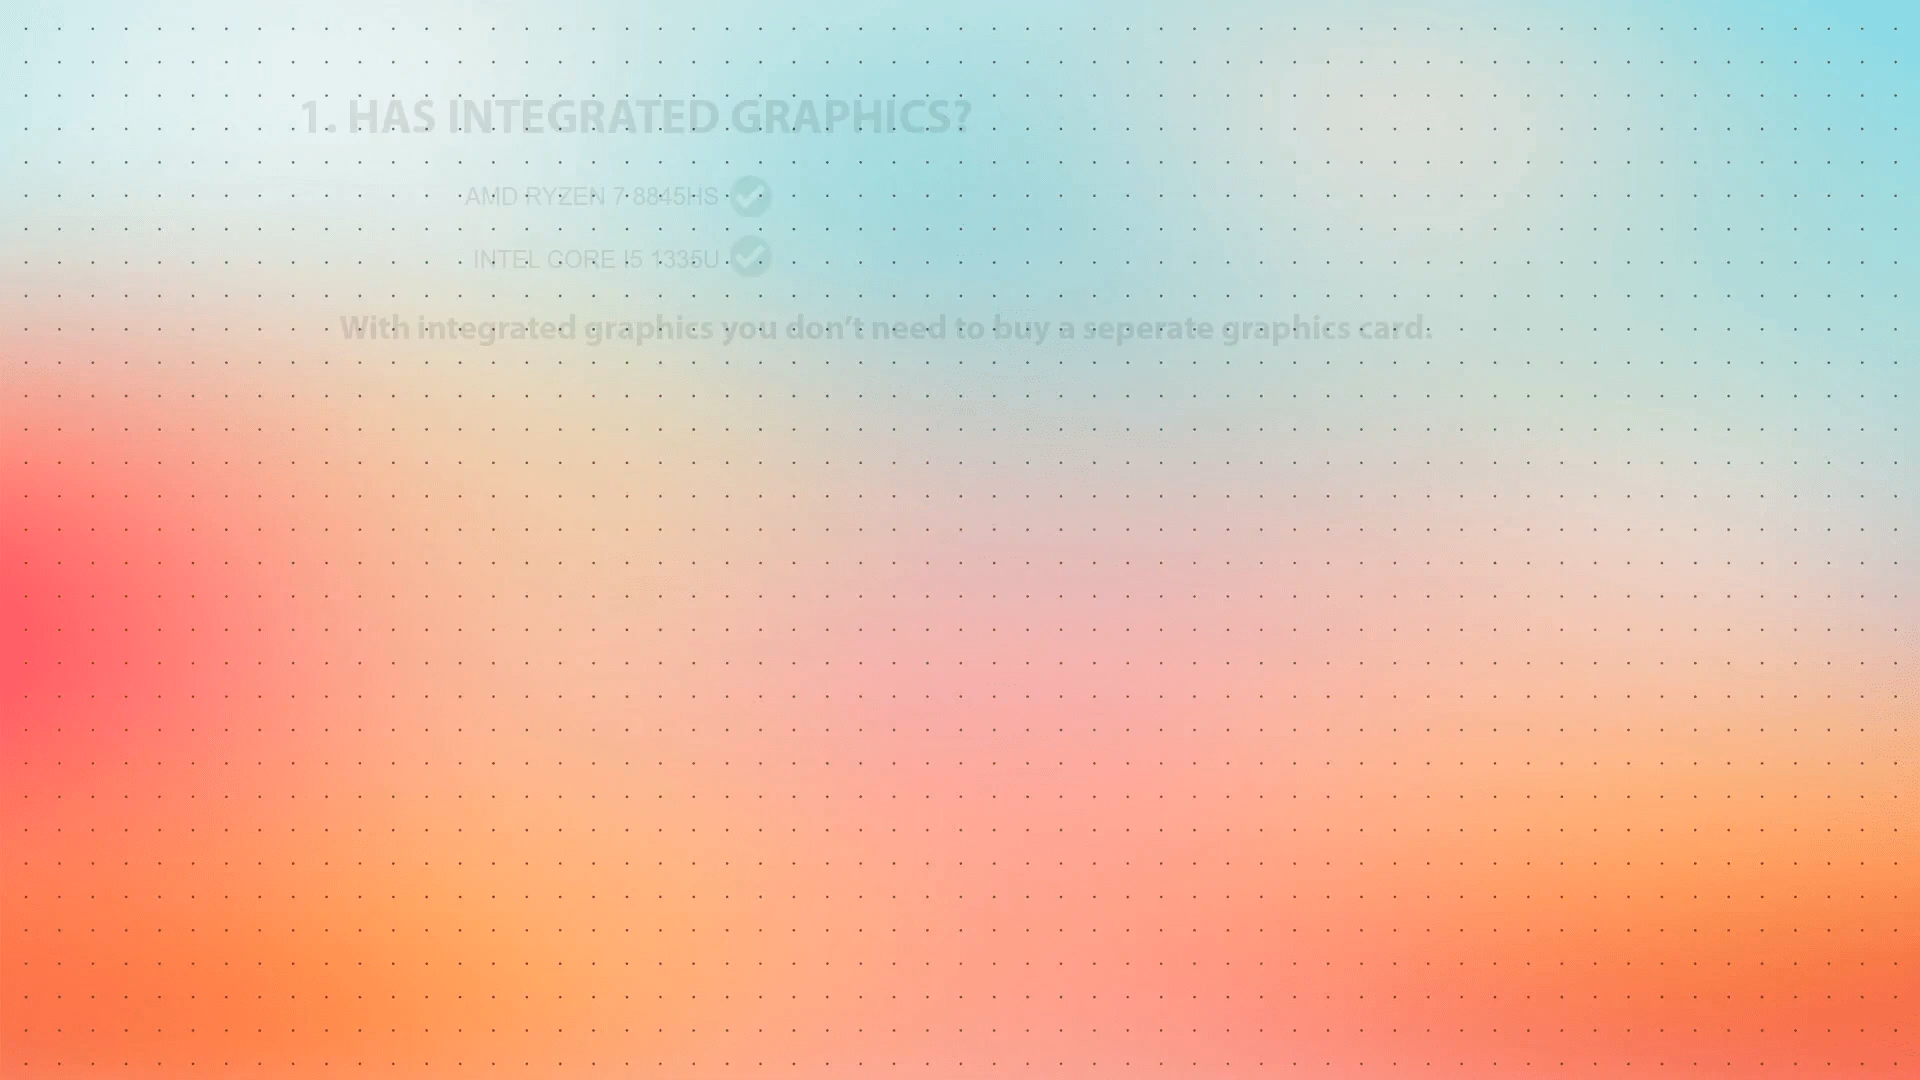 1. HAS INTEGRATED GRAPHICS?
AMD RYZEN 7 8845HS
INTEL CORE I5 1335U
With integrated graphics you don’t need to buy a seperate graphics card.